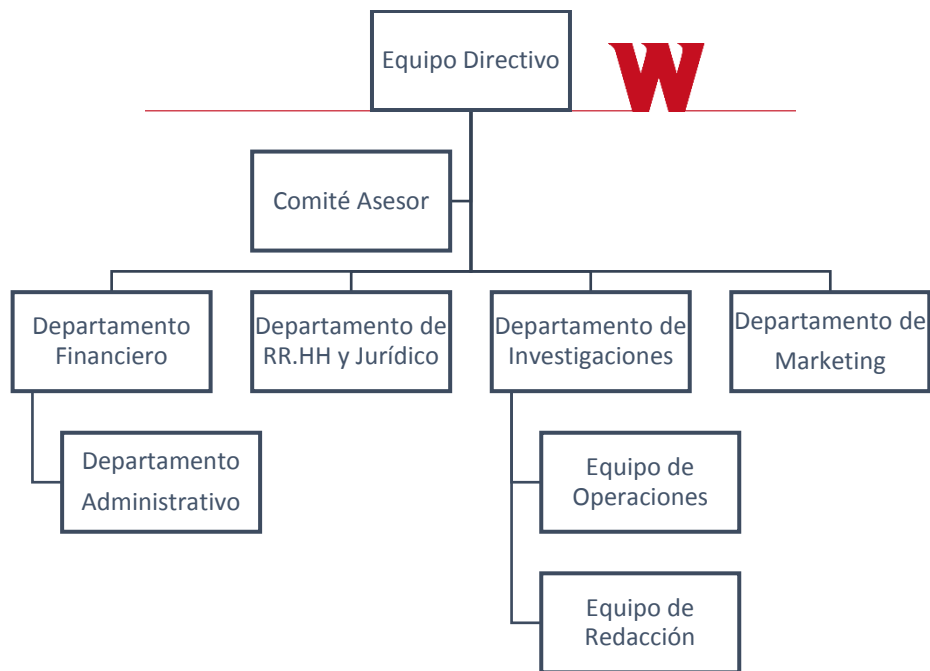 Equipo Directivo
W
Comité Asesor
Departamento
Financiero
Departamento de
RR.HH y Jurídico
Departamento de
Investigaciones
Departamento de
Marketing
Departamento
Administrativo
Equipo de
Operaciones
Equipo de
Redacción